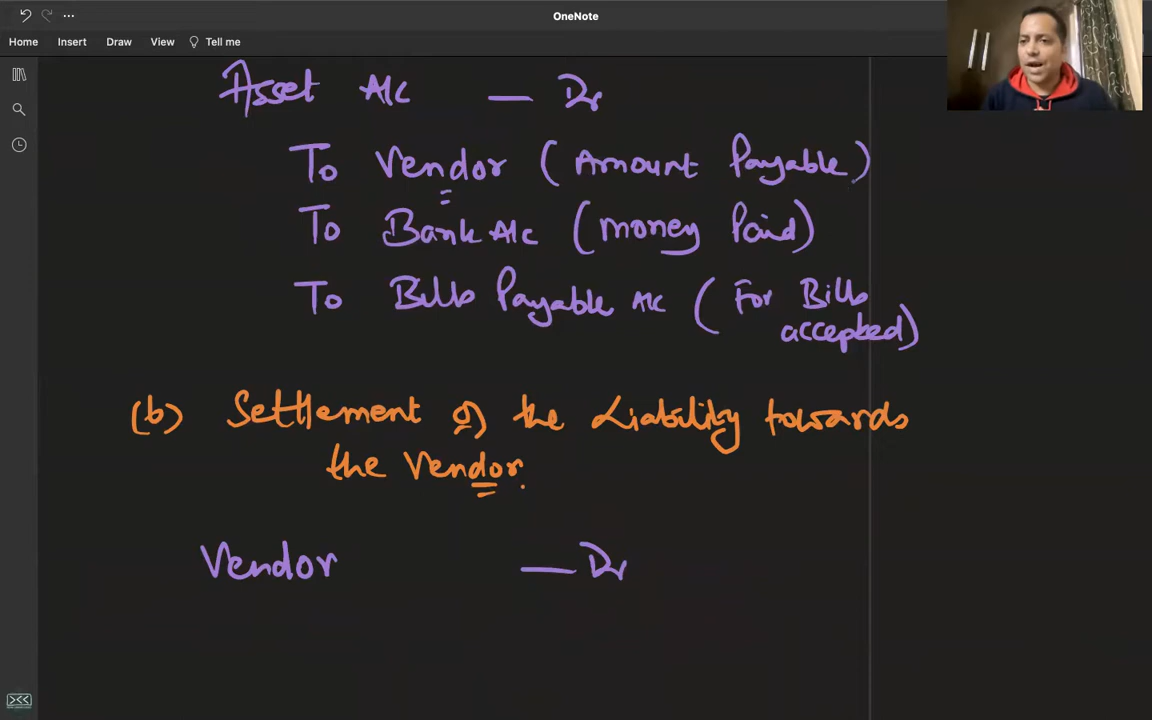 OneNote
Home Insert Draw View Tell me
Asset A/c — Dr
To Vendor (Amount Payable)
To Bank A/c (Money Paid)
To Bills Payable A/c (For Bills
accepted)
(b) Settlement of the Liability towards
the Vendor.
Vendor — Dr